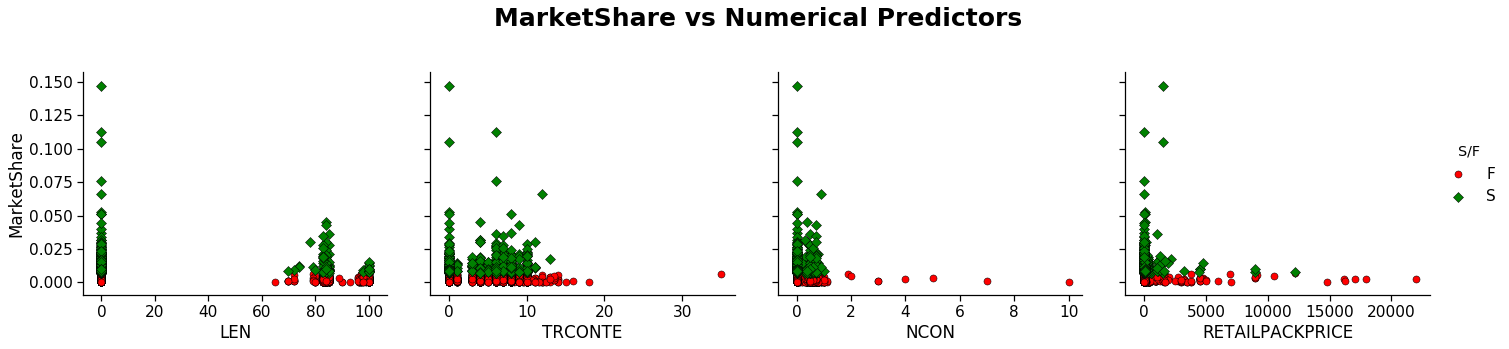 MarketShare vs Numerical Predictors
MarketShare
0.150
0.125
0.100
0.075
0.050
0.025
0.000
0 20 40 60 80 100
LEN
0 10 20 30
TRCONTE
0 2 4 6 8 10
NCON
0 5000 10000 15000 20000
RETAILPACKPRICE
S/F
F
S